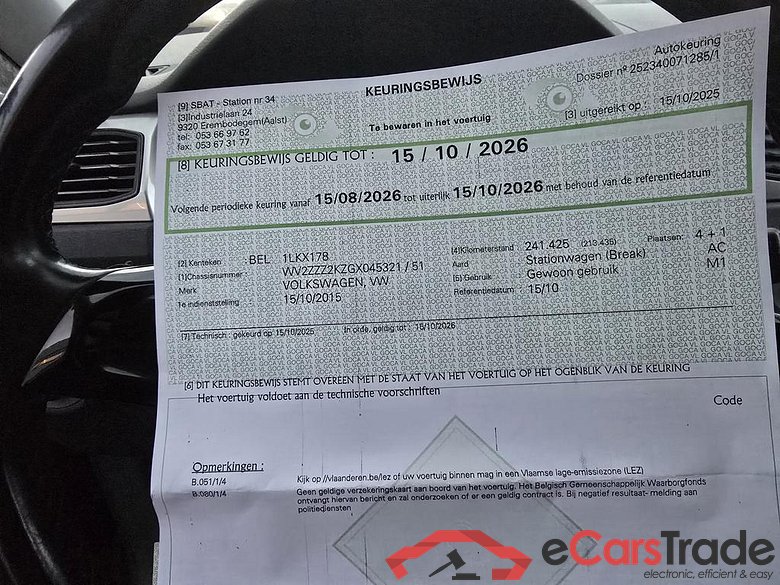 KEURINGSBEWIJS
Autokeuring
Dossier nº 252340071285/1
[9] SBAT - Station nr 34
[3]Industrielaan 24
9320 Erembodegem(Aalst)
tel: 053 66 97 62
fax: 053 67 31 77
Te bewaren in het voertuig
[3] uitgereikt op : 15/10/2025
[8] KEURINGSBEWIJS GELDIG TOT : 15 / 10 / 2026
Volgende periodieke keuring vanaf 15/08/2026 tot uiterlijk 15/10/2026 met behoud van de referentiedatum
[2] Kenteken : BEL 1LKX178
[1]Chassisnummer : WV2ZZZ2KZGX045321 / 51
Merk VOLKSWAGEN, VW
1e indienststelling 15/10/2015
[4]Kilometerstand : 241.425 (213.435) Plaatsen: 4 + 1
Aard : Stationwagen (Break) AC
[5] Gebruik : Gewoon gebruik M1
Referentiedatum : 15/10
[7] Technisch : gekeurd op 15/10/2025 In orde, geldig tot : 15/10/2026
[6] DIT KEURINGSBEWIJS STEMT OVEREEN MET DE STAAT VAN HET VOERTUIG OP HET OGENBLIK VAN DE KEURING
Het voertuig voldoet aan de technische voorschriften
Code
Opmerkingen :
B.051/1/4 Kijk op //vlaanderen.be/lez of uw voertuig binnen mag in een Vlaamse lage-emissiezone (LEZ)
B.080/1/4 Geen geldige verzekeringskaart aan boord van het voertuig. Het Belgisch Gemeenschappelijk Waarborgfonds
ontvangt hiervan bericht en zal onderzoeken of er een geldig contract is. Bij negatief resultaat- melding aan
politiediensten
eCarsTrade
electronic, efficient & easy